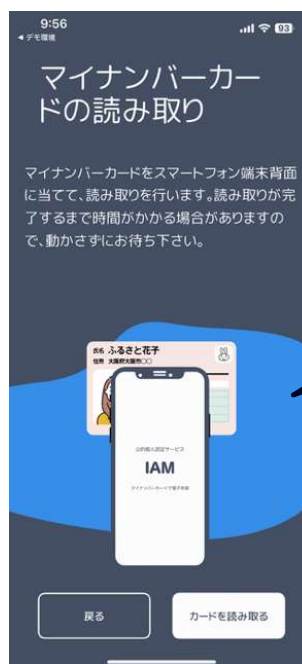 9:56
93
◀ デモ環境
マイナンバーカー
ドの読み取り
マイナンバーカードをスマートフォン端末背面
に当てて、読み取りを行います。読み取りが完
了するまで時間がかかる場合がありますの
で、動かさずにお待ち下さい。
氏名 ふるさと花子
住所 大阪府大阪市○○
公的個人認証サービス
IAM
マイナンバーカードで電子申請
戻る
カードを読み取る